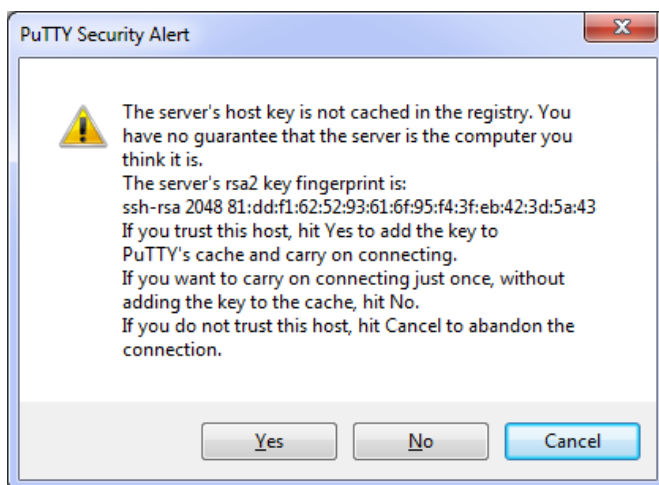 PuTTY Security Alert
The server's host key is not cached in the registry. You
have no guarantee that the server is the computer you
think it is.
The server's rsa2 key fingerprint is:
ssh-rsa 2048 81:dd:f1:62:52:93:61:6f:95:f4:3f:eb:42:3d:5a:43
If you trust this host, hit Yes to add the key to
PuTTY's cache and carry on connecting.
If you want to carry on connecting just once, without
adding the key to the cache, hit No.
If you do not trust this host, hit Cancel to abandon the
connection.
Yes No Cancel